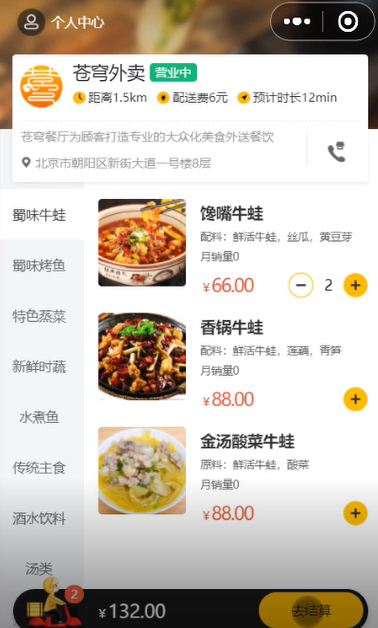 个人中心
苍穹外卖 营业中
距离1.5km 配送费6元 预计时长12min
苍穹餐厅为顾客打造专业的大众化美食外送餐饮
北京市朝阳区新街大道一号楼8层
蜀味牛蛙
蜀味烤鱼
特色蒸菜
新鲜时蔬
水煮鱼
传统主食
酒水饮料
汤类
馋嘴牛蛙
配料：鲜活牛蛙，丝瓜，黄豆芽
月销量0
￥66.00 2
香锅牛蛙
配料：鲜活牛蛙，莲藕，青笋
月销量0
￥88.00
金汤酸菜牛蛙
原料：鲜活牛蛙，酸菜
月销量0
￥88.00
2
￥132.00 去结算